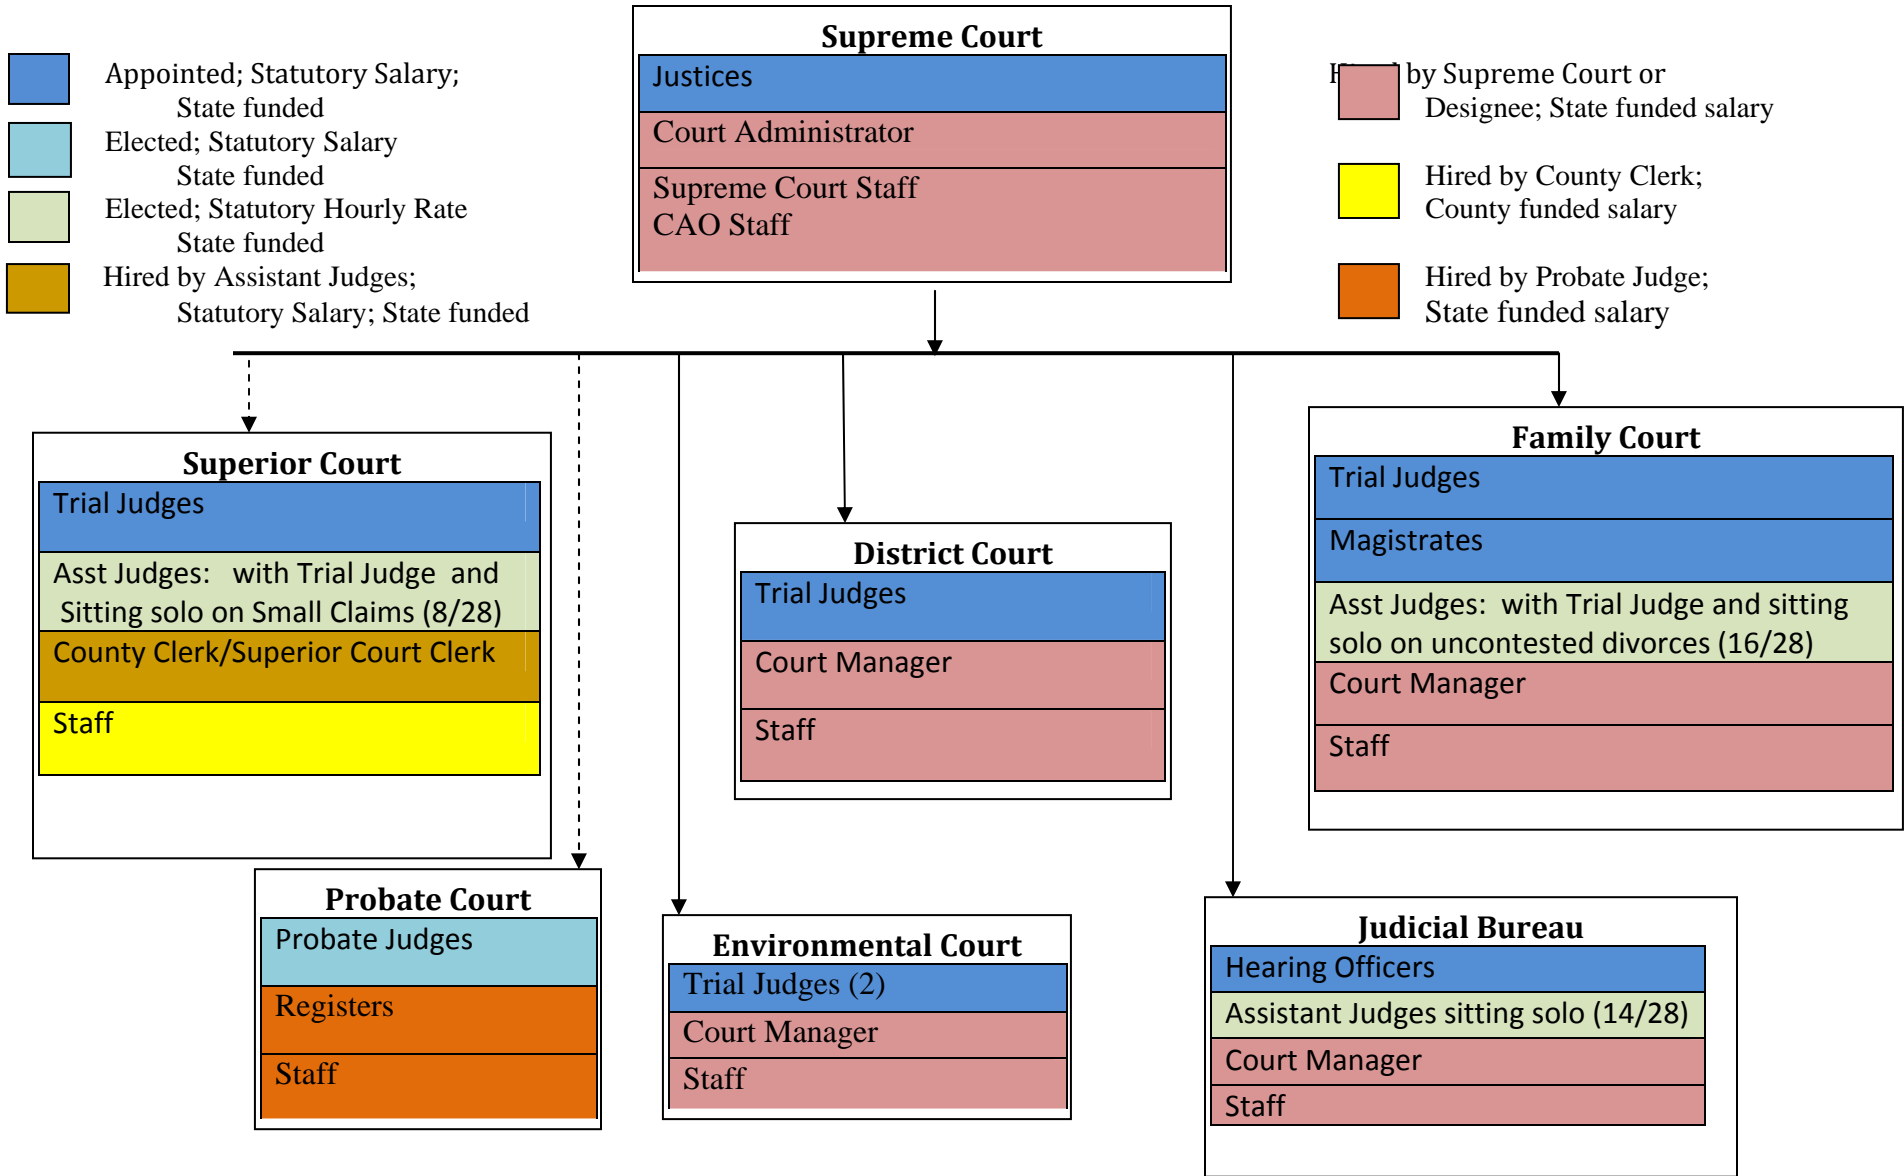 Supreme Court
Justices
Court Administrator
Supreme Court Staff
CAO Staff
Appointed; Statutory Salary;
State funded
Elected; Statutory Salary
State funded
Elected; Statutory Hourly Rate
State funded
Hired by Assistant Judges;
Statutory Salary; State funded
by Supreme Court or
Designee; State funded salary
Hired by County Clerk;
County funded salary
Hired by Probate Judge;
State funded salary
Superior Court
Trial Judges
Asst Judges: with Trial Judge and
Sitting solo on Small Claims (8/28)
County Clerk/Superior Court Clerk
Staff
District Court
Trial Judges
Court Manager
Staff
Family Court
Trial Judges
Magistrates
Asst Judges: with Trial Judge and sitting
solo on uncontested divorces (16/28)
Court Manager
Staff
Probate Court
Probate Judges
Registers
Staff
Environmental Court
Trial Judges (2)
Court Manager
Staff
Judicial Bureau
Hearing Officers
Assistant Judges sitting solo (14/28)
Court Manager
Staff